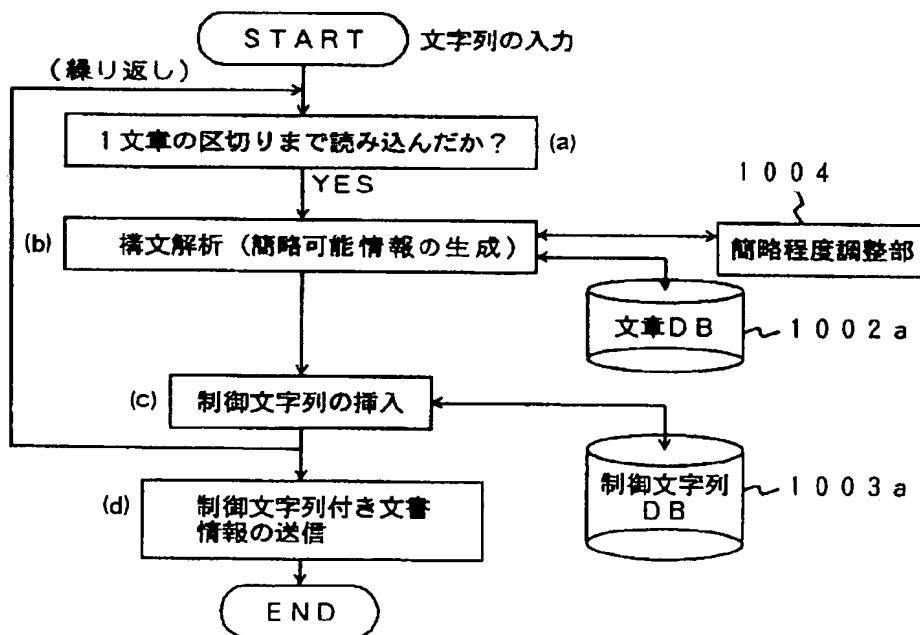 START 文字列の入力
(繰り返し)
1文章の区切りまで読み込んだか? (a)
YES
1004
(b) 構文解析(簡略可能情報の生成)
簡略程度調整部
文章DB
1002a
(c) 制御文字列の挿入
制御文字列
DB
1003a
(d) 制御文字列付き文書
情報の送信
END